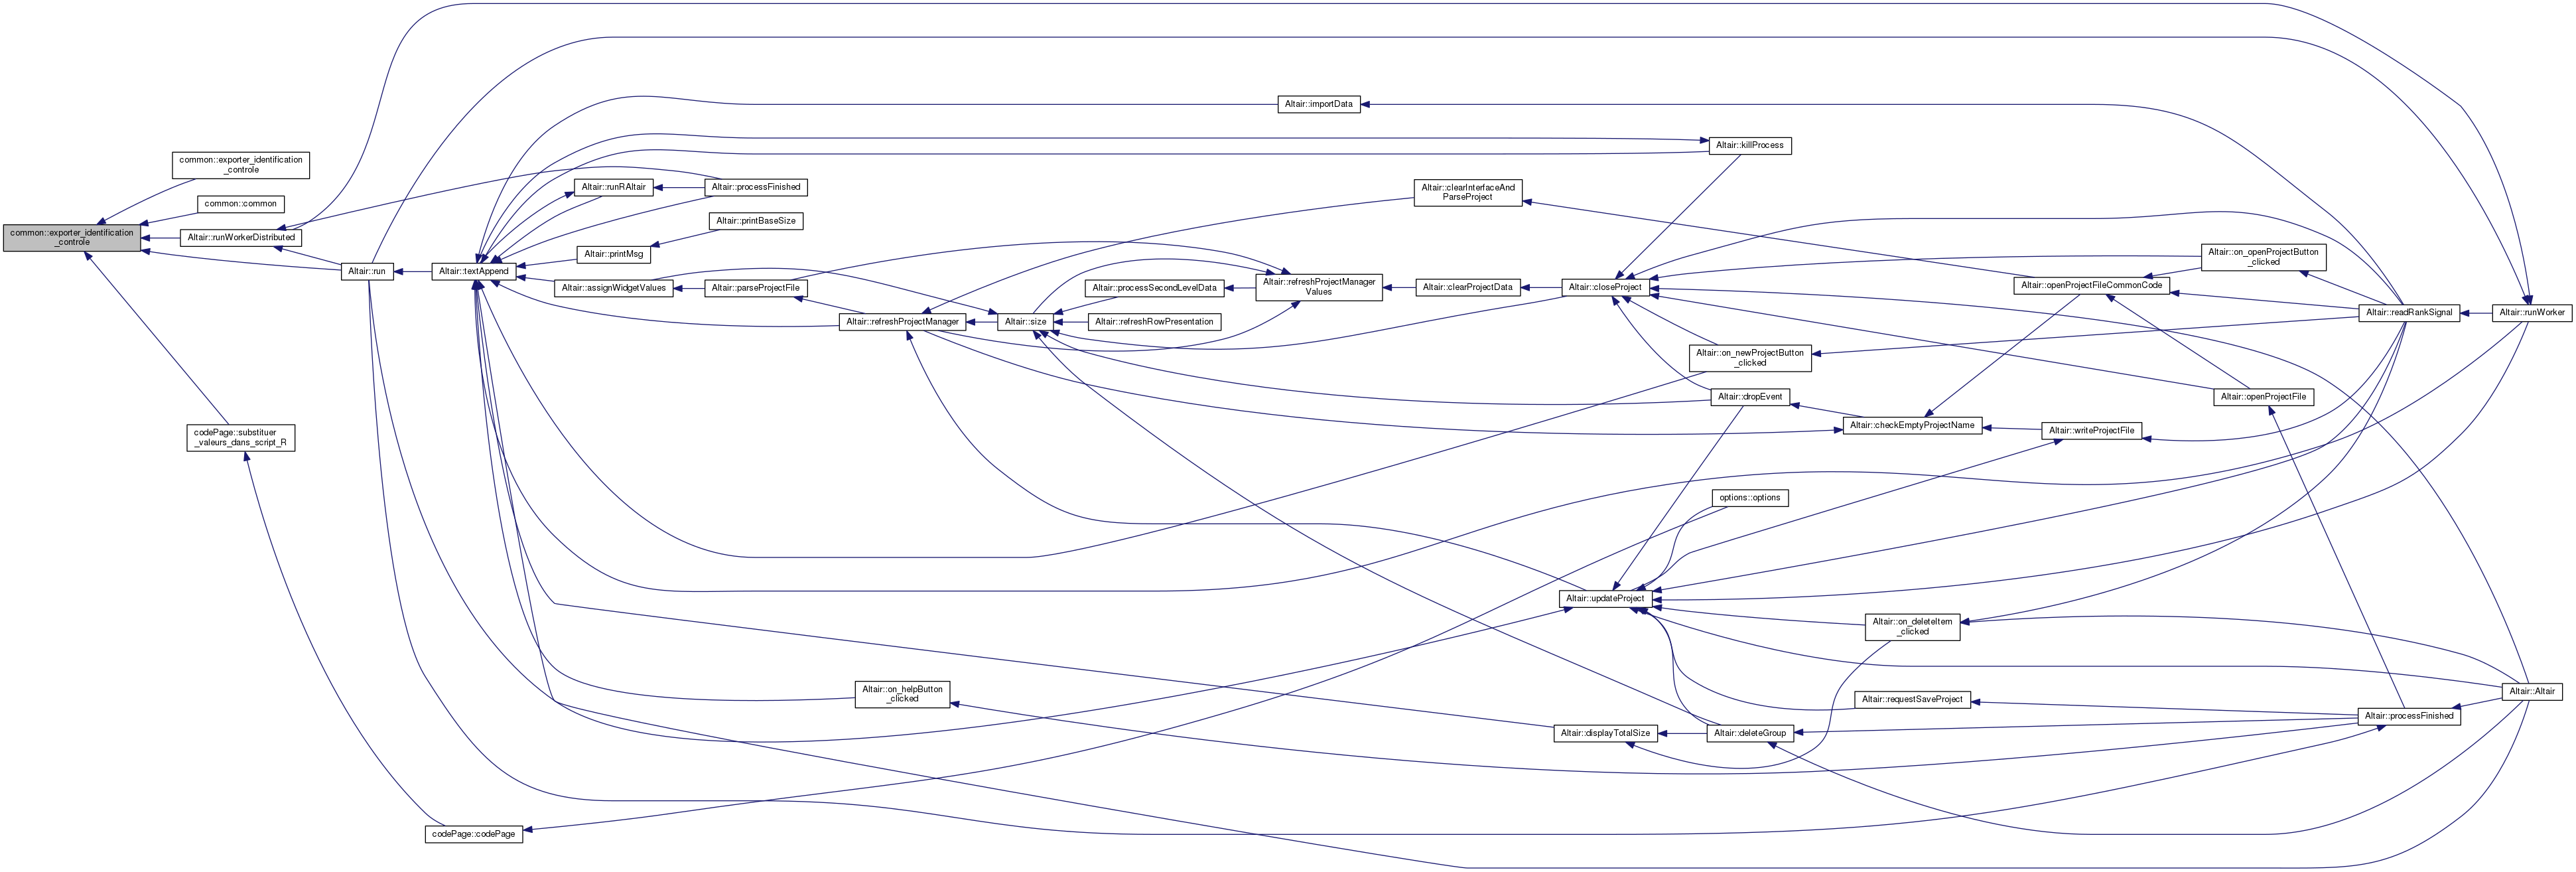 common::exporter_identification
_controle
common::exporter_identification
_controle
common::common
Altair::runWorkerDistributed
codePage::substituer
_valeurs_dans_script_R
Altair::run
codePage::codePage
Altair::textAppend
Altair::runRAltair
Altair::printMsg
Altair::assignWidgetValues
Altair::processFinished
Altair::printBaseSize
Altair::parseProjectFile
Altair::refreshProjectManager
Altair::on_helpButton
_clicked
Altair::size
Altair::processSecondLevelData
Altair::refreshRowPresentation
Altair::importData
Altair::refreshProjectManager
Values
Altair::clearInterfaceAnd
ParseProject
Altair::clearProjectData
Altair::closeProject
Altair::updateProject
Altair::displayTotalSize
Altair::killProcess
Altair::on_newProjectButton
_clicked
Altair::dropEvent
options::options
Altair::deleteGroup
Altair::checkEmptyProjectName
Altair::on_deleteItem
_clicked
Altair::requestSaveProject
Altair::openProjectFileCommonCode
Altair::writeProjectFile
Altair::on_openProjectButton
_clicked
Altair::openProjectFile
Altair::readRankSignal
Altair::processFinished
Altair::runWorker
Altair::Altair